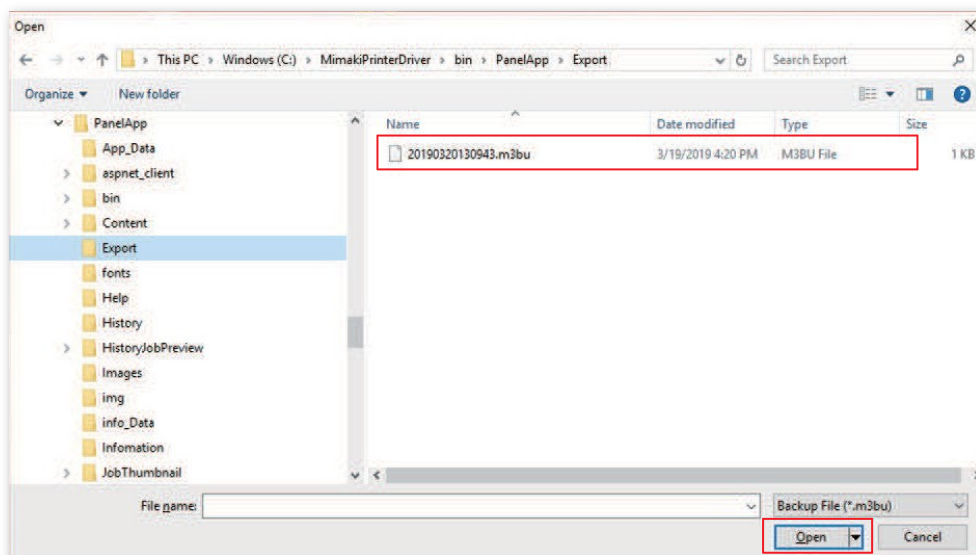 Open
This PC > Windows (C:) > MimakiPrinterDriver > bin > PanelApp > Export
Search Export
Organize
New folder
Name
Date modified
Type
Size
20190320130943.m3bu
3/19/2019 4:20 PM
M3BU File
1 KB
PanelApp
App_Data
aspnet_client
bin
Content
Export
fonts
Help
History
HistoryJobPreview
Images
img
info_Data
Infomation
JobThumbnail
File name:
Backup File (*.m3bu)
Open
Cancel